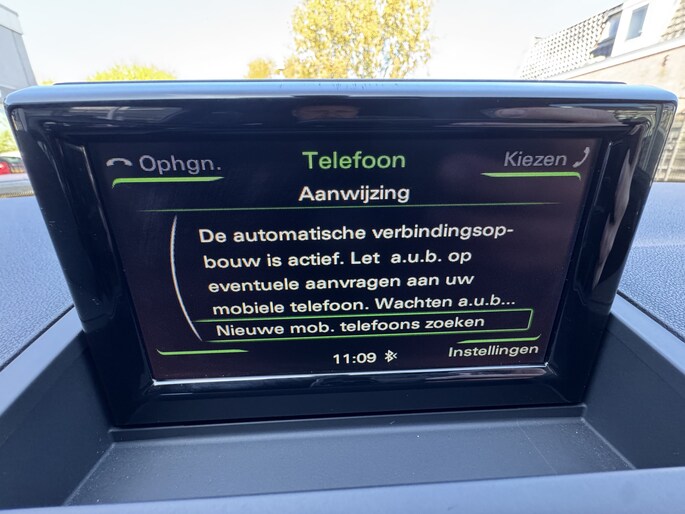 Ophgn.
Telefoon
Kiezen
Aanwijzing
De automatische verbindingsop-
bouw is actief. Let a.u.b. op
eventuele aanvragen aan uw
mobiele telefoon. Wachten a.u.b...
Nieuwe mob. telefoons zoeken
11:09
Instellingen